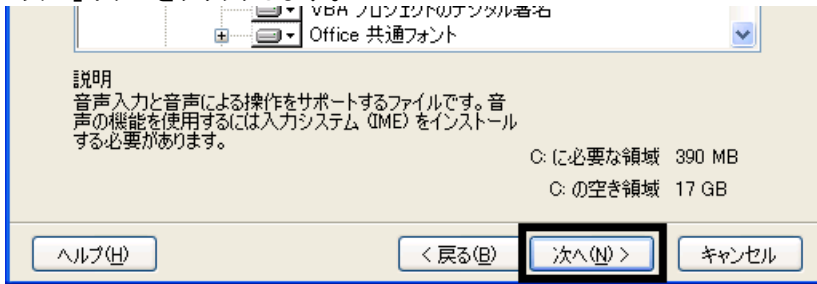 VBA プロジェクトのデジタル署名
Office 共通フォント
説明
音声入力と音声による操作をサポートするファイルです。音
声の機能を使用するには入力システム (IME) をインストール
する必要があります。
C: に必要な領域 390 MB
C: の空き領域 17 GB
ヘルプ(H) < 戻る(B) 次へ(N) > キャンセル